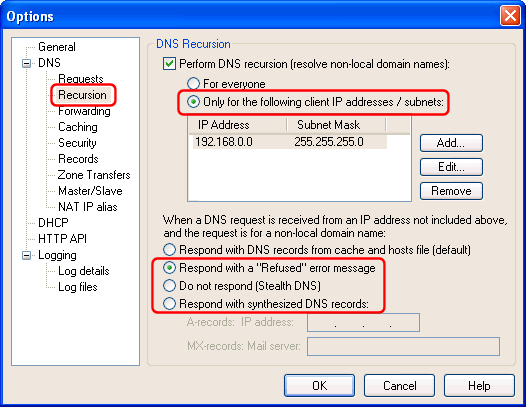 Options
General
DNS
Requests
Recursion
Forwarding
Caching
Security
Records
Zone Transfers
Master/Slave
NAT IP alias
DHCP
HTTP API
Logging
Log details
Log files
DNS Recursion
Perform DNS recursion (resolve non-local domain names):
For everyone
Only for the following client IP addresses / subnets:
IP Address Subnet Mask
192.168.0.0 255.255.255.0
Add...
Edit...
Remove
When a DNS request is received from an IP address not included above,
and the request is for a non-local domain name:
Respond with DNS records from cache and hosts file (default)
Respond with a "Refused" error message
Do not respond (Stealth DNS)
Respond with synthesized DNS records:
A-records: IP address: . . .
MX-records: Mail server:
OK
Cancel
Help